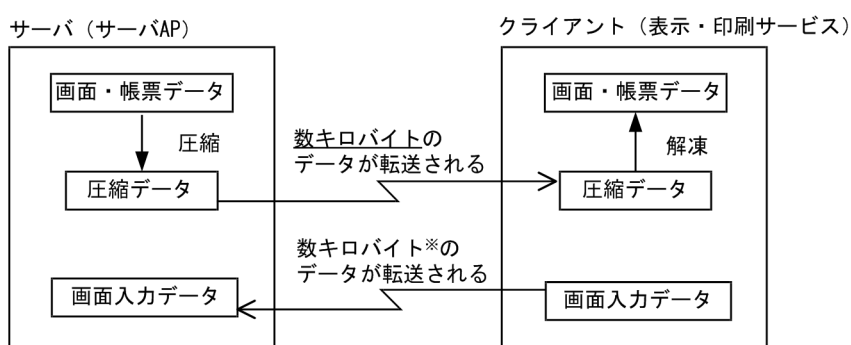 サーバ（サーバAP）
画面・帳票データ
圧縮
圧縮データ
画面入力データ
数キロバイトの
データが転送される
数キロバイト※の
データが転送される
クライアント（表示・印刷サービス）
画面・帳票データ
解凍
圧縮データ
画面入力データ